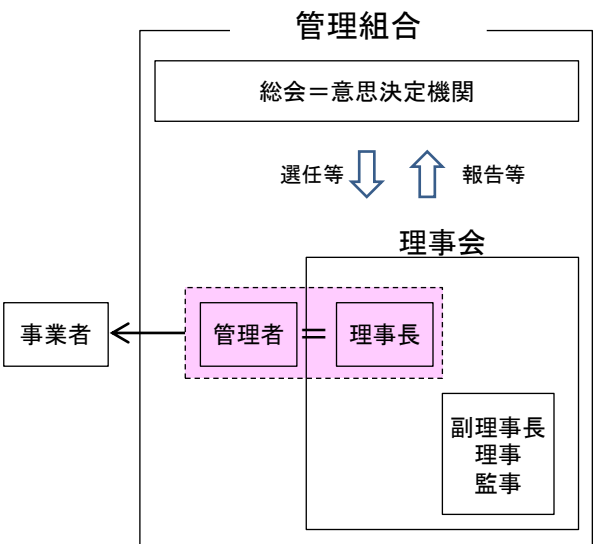 管理組合
総会＝意思決定機関
選任等
報告等
理事会
事業者
管理者
＝
理事長
副理事長
理事
監事